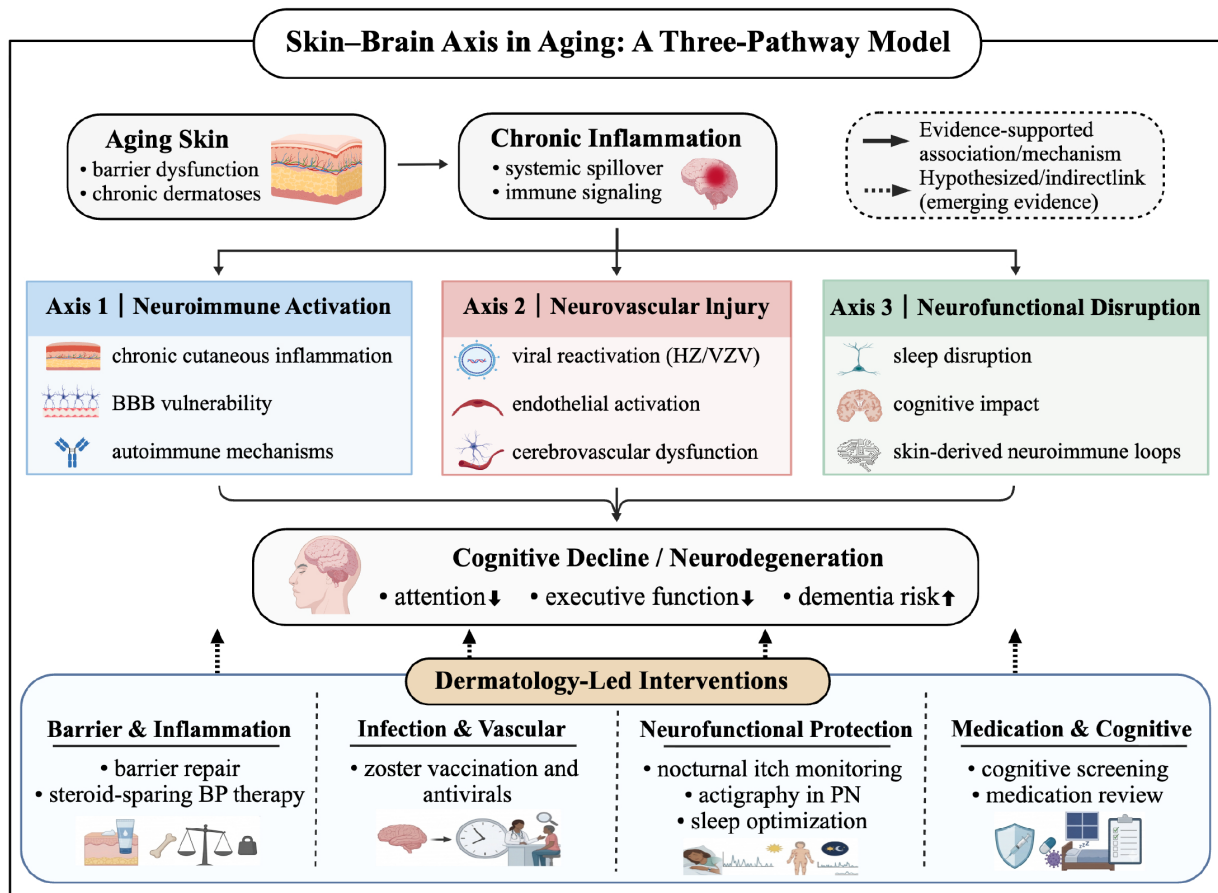 Skin–Brain Axis in Aging: A Three-Pathway Model
Aging Skin
• barrier dysfunction
• chronic dermatoses
Chronic Inflammation
• systemic spillover
• immune signaling
Evidence-supported
association/mechanism
Hypothesized/indirectlink
(emerging evidence)
Axis 1 | Neuroimmune Activation
chronic cutaneous inflammation
BBB vulnerability
autoimmune mechanisms
Axis 2 | Neurovascular lnjury
viral reactivation (HZ/VZV)
endothelial activation
cerebrovascular dysfunction
Axis 3 | Neurofunctional Disruption
sleep disruption
cognitive impact
skin-derived neuroimmune loops
Cognitive Decline / Neurodegeneration
• attention⬇ • executive function⬇ • dementia risk⬆
Dermatology-Led Interventions
Barrier & Inflammation
• barrier repair
• steroid-sparing BP therapy
Infection & Vascular
• zoster vaccination and
antivirals
Neurofunctional Protection
• nocturnal itch monitoring
• actigraphy in PN
• sleep optimization
Medication & Cognitive
• cognitive screening
• medication review
zzz